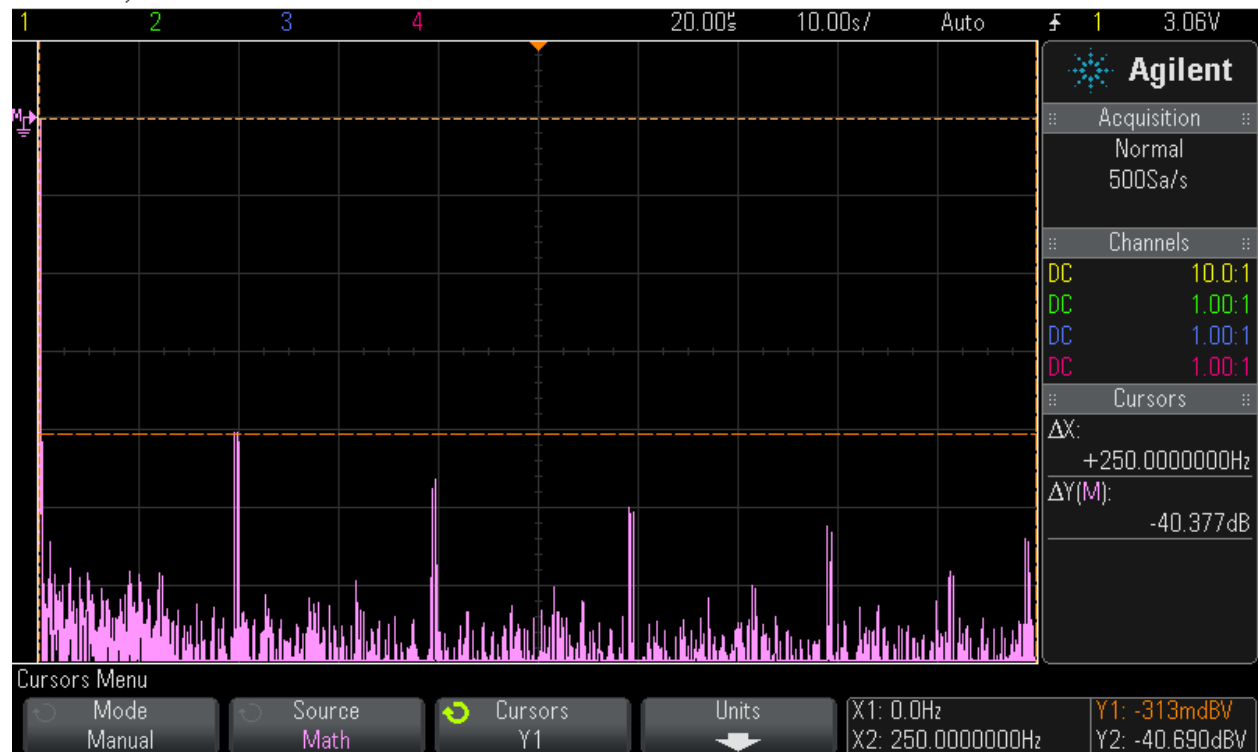 1 2 3 4 20.00s 10.00s/ Auto 1 3.06V
Agilent
M
Acquisition
Normal
500Sa/s
Channels
DC 10.0:1
DC 1.00:1
DC 1.00:1
DC 1.00:1
Cursors
ΔX:
+250.0000000Hz
ΔY(M):
-40.377dB
Cursors Menu
Mode
Manual
Source
Math
Cursors
Y1
Units
X1: 0.0Hz
X2: 250.0000000Hz
Y1: -313mdBV
Y2: -40.690dBV